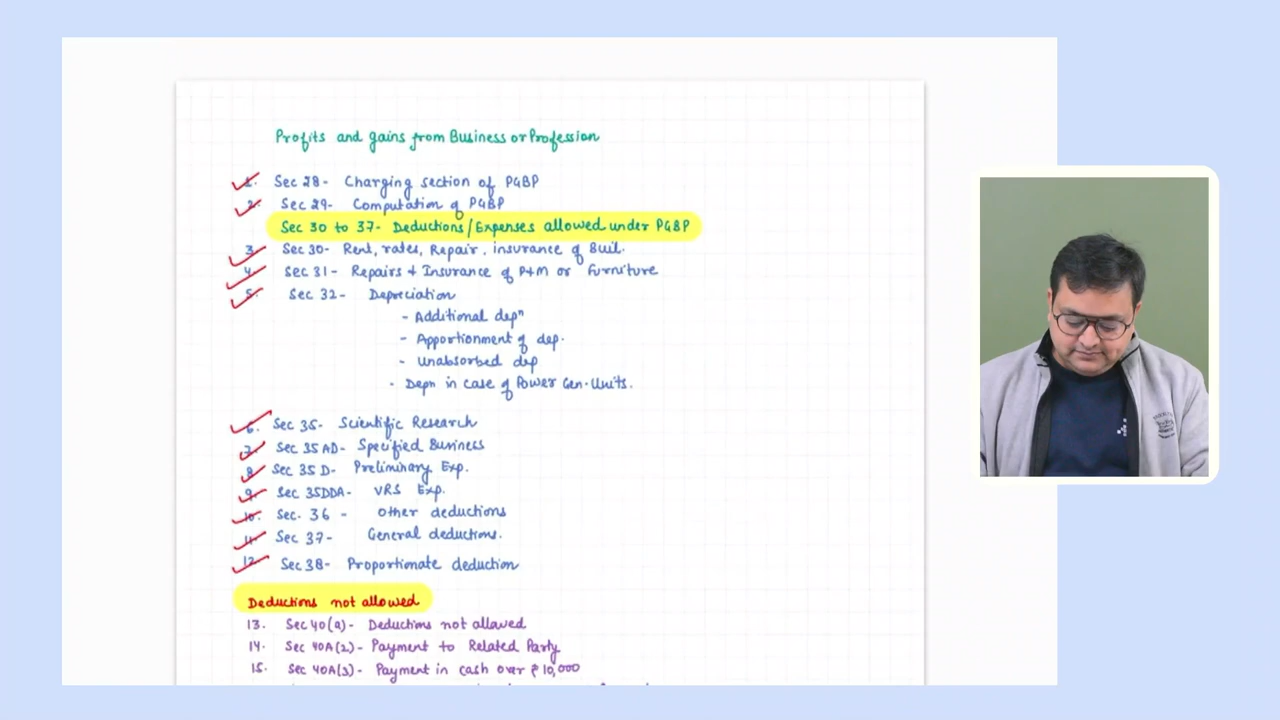 Profits and gains from Business or Profession
1. Sec 28- Charging section of PGBP
2. Sec 29- Computation of PGBP
Sec 30 to 37- Deductions/Expenses allowed under PGBP
3. Sec 30- Rent, rates, Repair, insurance of Buil.
4. Sec 31- Repairs + Insurance of P+M or Furniture
5. Sec 32- Depreciation
- Additional depⁿ
- Apportionment of dep.
- Unabsorbed dep
- Depn in case of Power Gen. Units.
6. Sec 35- Scientific Research
7. Sec 35 AD- Specified Business
8. Sec 35 D- Preliminary Exp.
9. Sec 35DDA- VRS Exp.
10. Sec. 36 - Other deductions
11. Sec 37- General deductions.
12. Sec 38- Proportionate deduction
Deductions not allowed
13. Sec 40(a)- Deductions not allowed
14. Sec 40A(2)- Payment to Related Party
15. Sec 40A(3)- Payment in cash over ₹10,000